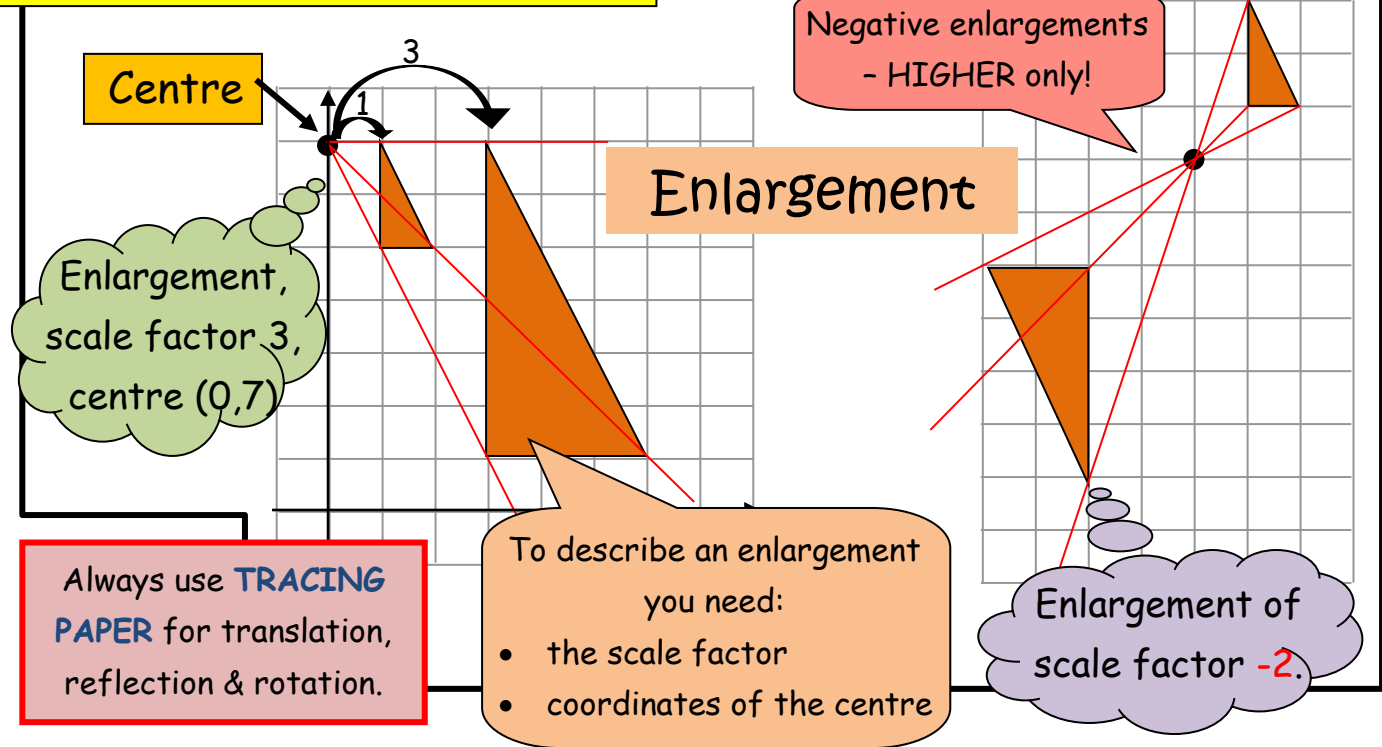 Negative enlargements
– HIGHER only!
3
Centre
1
Enlargement
Enlargement,
scale factor 3,
centre (0,7)
To describe an enlargement
you need:
• the scale factor
• coordinates of the centre
Always use TRACING
PAPER for translation,
reflection & rotation.
Enlargement of
scale factor -2.